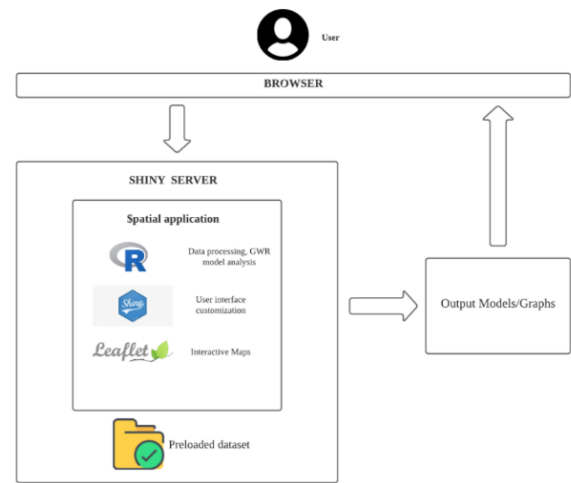 User
BROWSER
SHINY SERVER
$patial application
R
Data processing, GWR
model analysis
Shiny
User interface
customization
Leaflet
Interactive Maps
Preloaded dataset
Output Models/Graphs